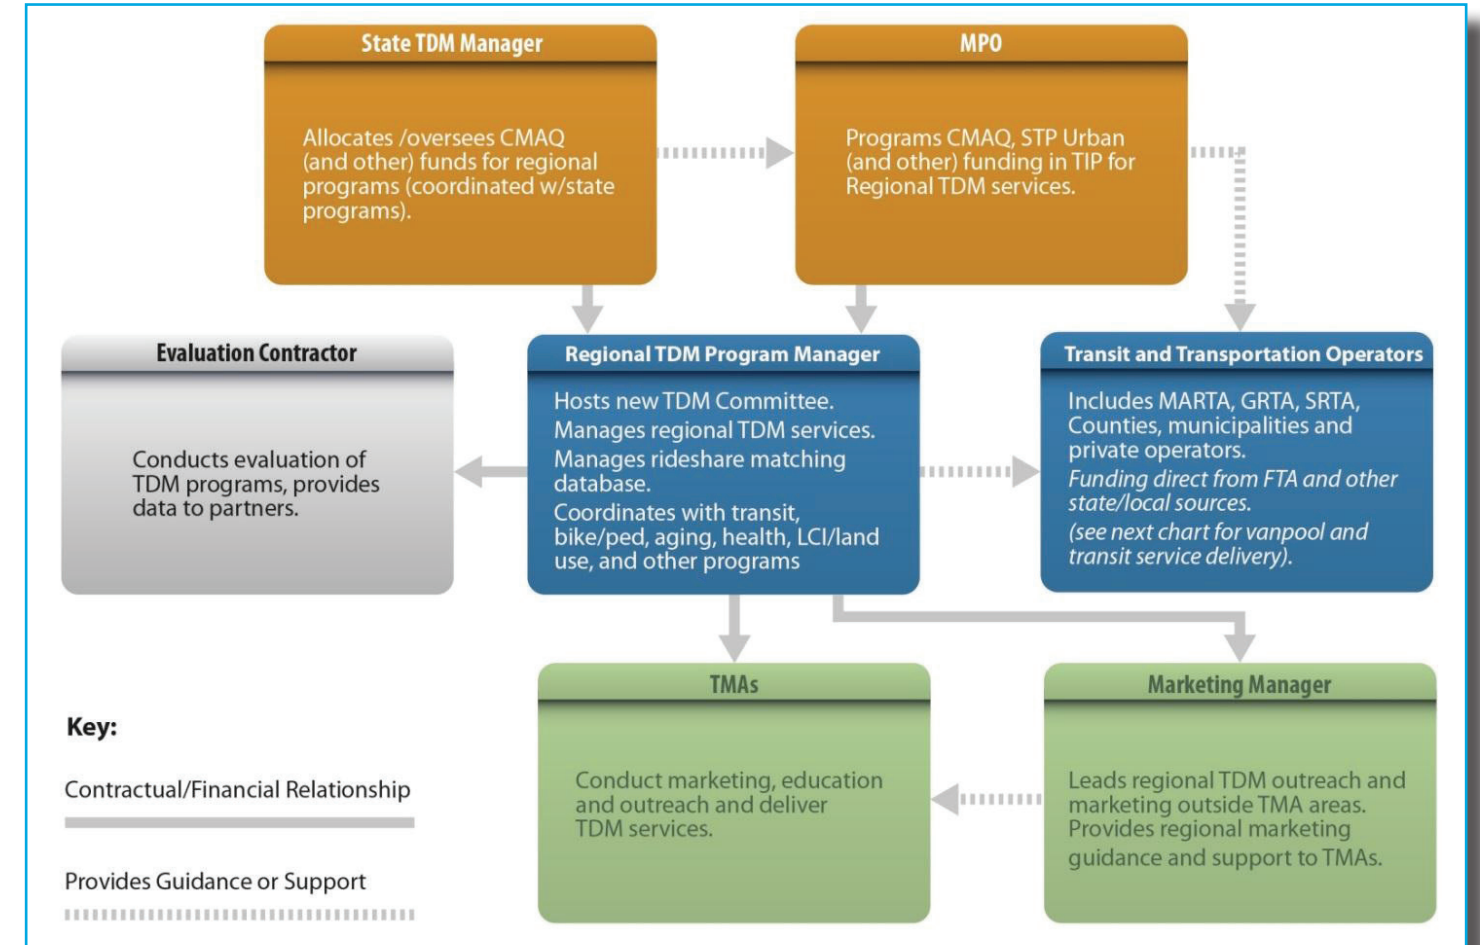 State TDM Manager
Allocates /oversees CMAQ
(and other) funds for regional
programs (coordinated w/state
programs).
MPO
Programs CMAQ, STP Urban
(and other) funding in TIP for
Regional TDM services.
Evaluation Contractor
Conducts evaluation of
TDM programs, provides
data to partners.
Regional TDM Program Manager
Hosts new TDM Committee.
Manages regional TDM services.
Manages rideshare matching
database.
Coordinates with transit,
bike/ped, aging, health, LCI/land
use, and other programs
Transit and Transportation Operators
Includes MARTA, GRTA, SRTA,
Counties, municipalities and
private operators.
Funding direct from FTA and other
state/local sources.
(see next chart for vanpool and
transit service delivery).
TMAs
Conduct marketing, education
and outreach and deliver
TDM services.
Marketing Manager
Leads regional TDM outreach and
marketing outside TMA areas.
Provides regional marketing
guidance and support to TMAs.
Key:
Contractual/Financial Relationship
Provides Guidance or Support